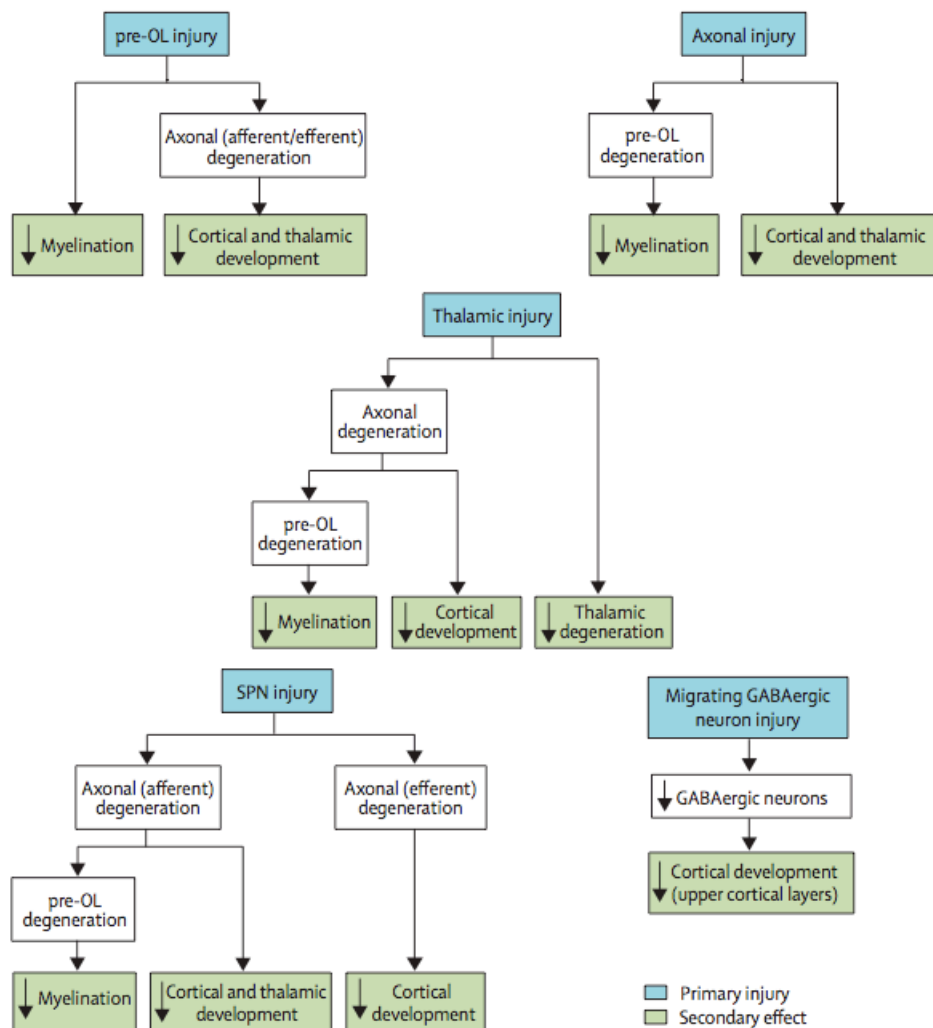 pre-OL injury
Axonal (afferent/efferent)
degeneration
↓ Myelination
↓ Cortical and thalamic
development
Axonal injury
pre-OL
degeneration
↓ Myelination
↓ Cortical and thalamic
development
Thalamic injury
Axonal
degeneration
pre-OL
degeneration
↓ Myelination
↓ Cortical
development
↓ Thalamic
degeneration
SPN injury
Axonal (afferent)
degeneration
Axonal (efferent)
degeneration
pre-OL
degeneration
↓ Myelination
↓ Cortical and thalamic
development
↓ Cortical
development
Migrating GABAergic
neuron injury
↓ GABAergic neurons
↓ Cortical development
(upper cortical layers)
Primary injury
Secondary effect